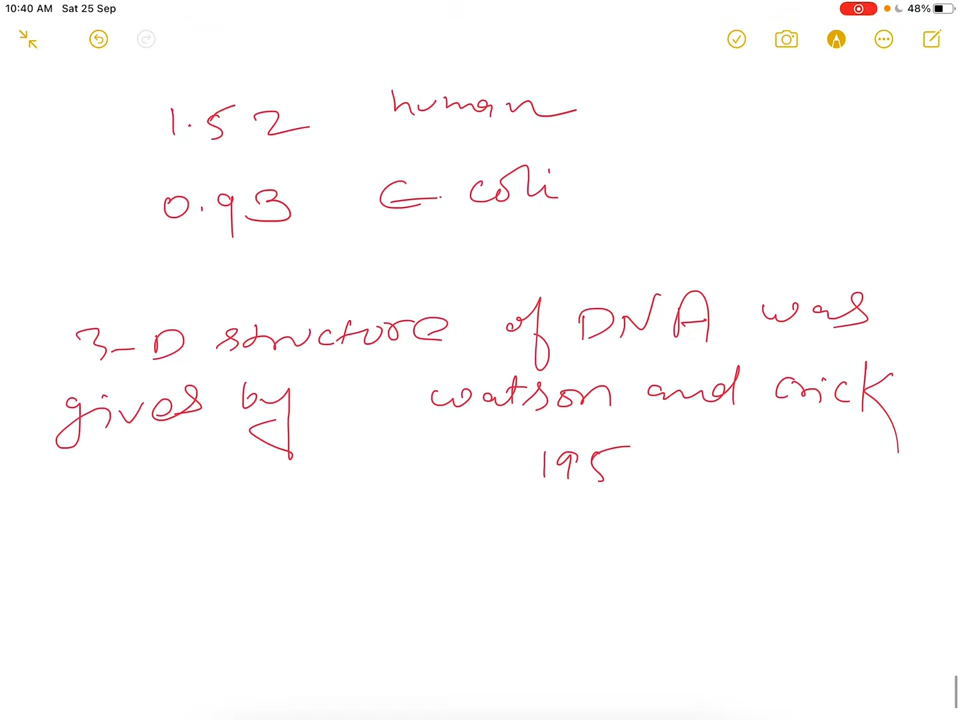 10:40 AM Sat 25 Sep 48%
1.52 human
0.93 E. coli
3-D structure of DNA was
gives by watson and crick
195